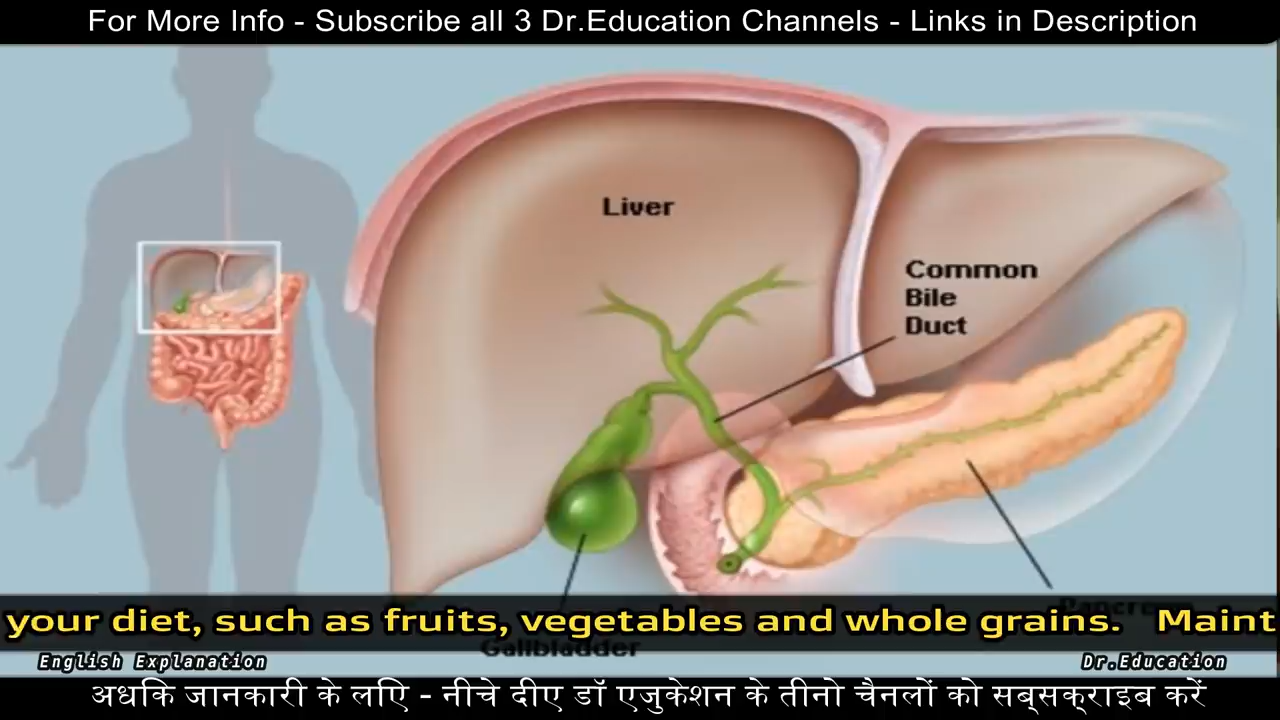 For More Info - Subscribe all 3 Dr.Education Channels - Links in Description
Liver
Common
Bile
Duct
your diet, such as fruits, vegetables and whole grains. Maint
Gallbladder
English Explanation
Dr.Education
अधकि जानकारी के लएि - नीचे दीए डॉ एजुकेशन के तीनो चैनलों को सब्सक्राइब करें